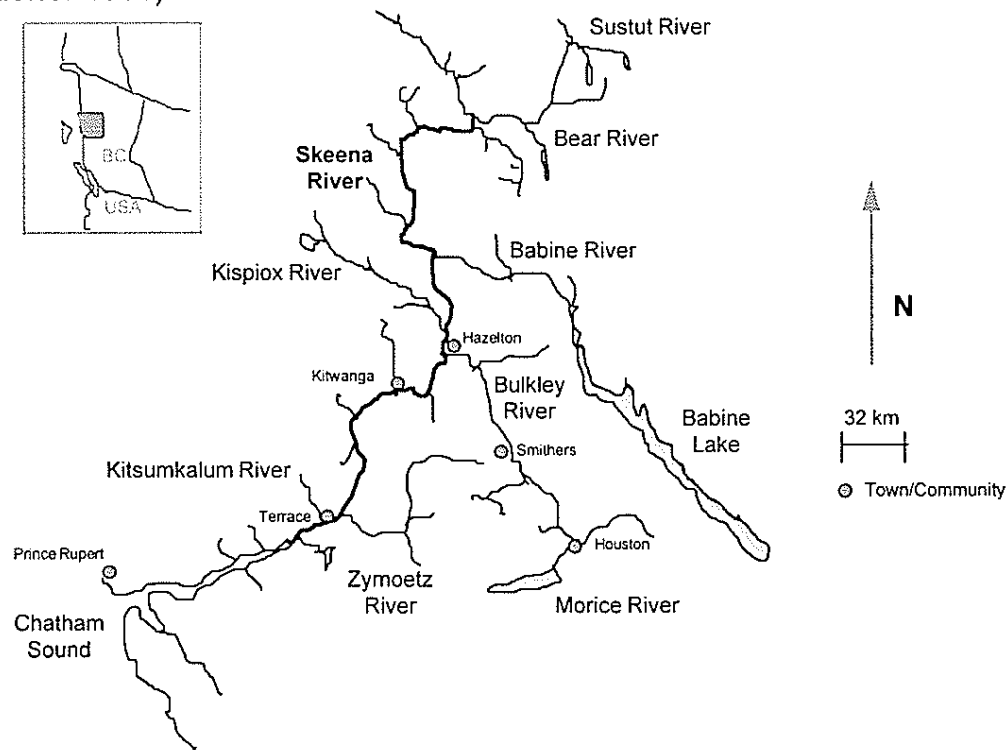 Sustut River
Bear River
BC
USA
Skeena
River
Babine River
Kispiox River
N
Hazelton
Kitwanga
Bulkley
River
Babine
Lake
32 km
Smithers
Kitsumkalum River
Town/Community
Terrace
Prince Rupert
Houston
Zymoetz
River
Morice River
Chatham
Sound